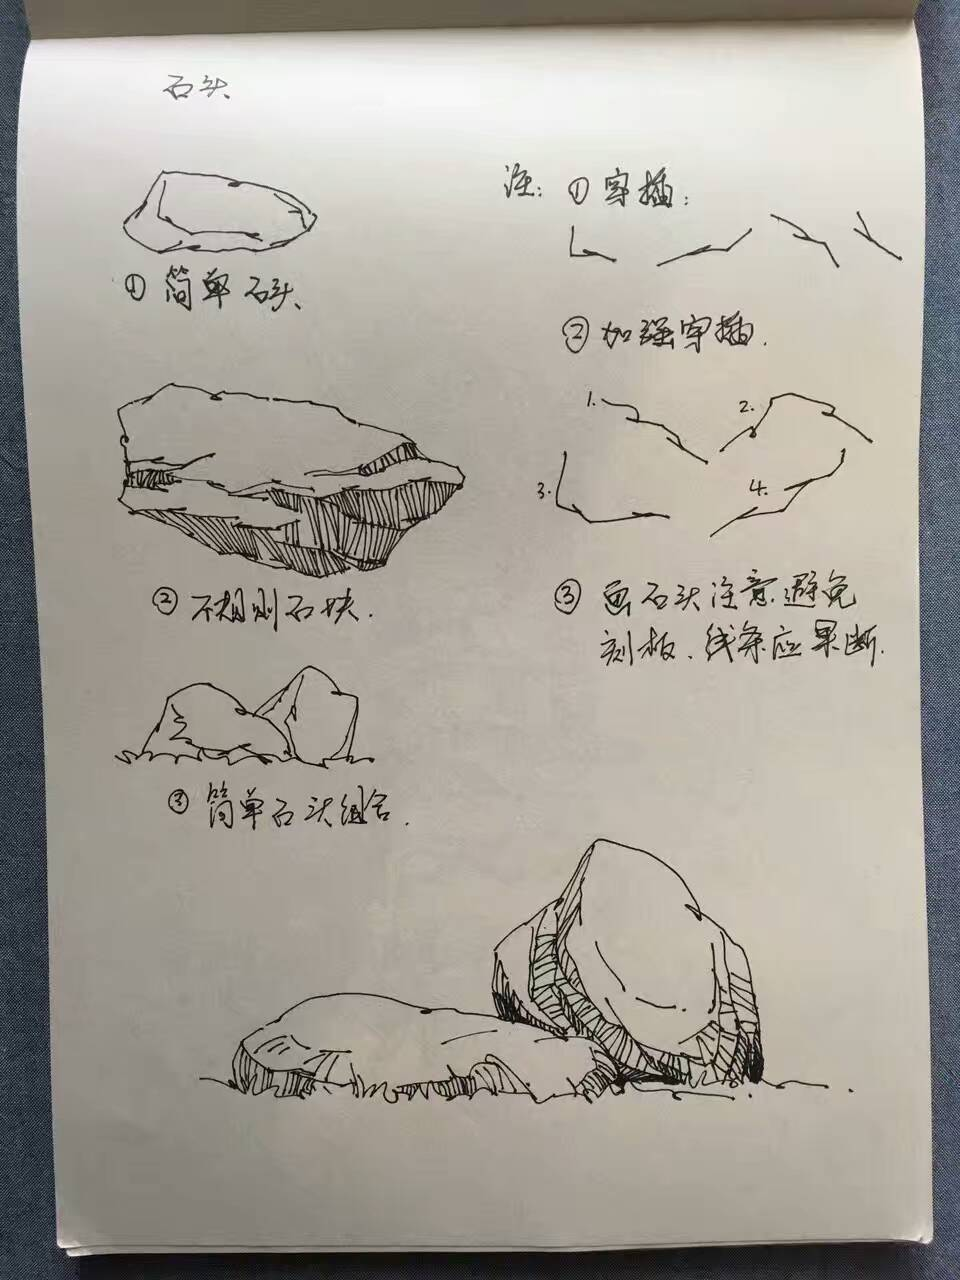 石头
① 简单石头
② 不规则石块.
③ 简单石头组合.
注: ① 穿插:
② 加强穿插.
1.
2.
3.
4.
③ 画石头注意避免
刻板、线条应果断.